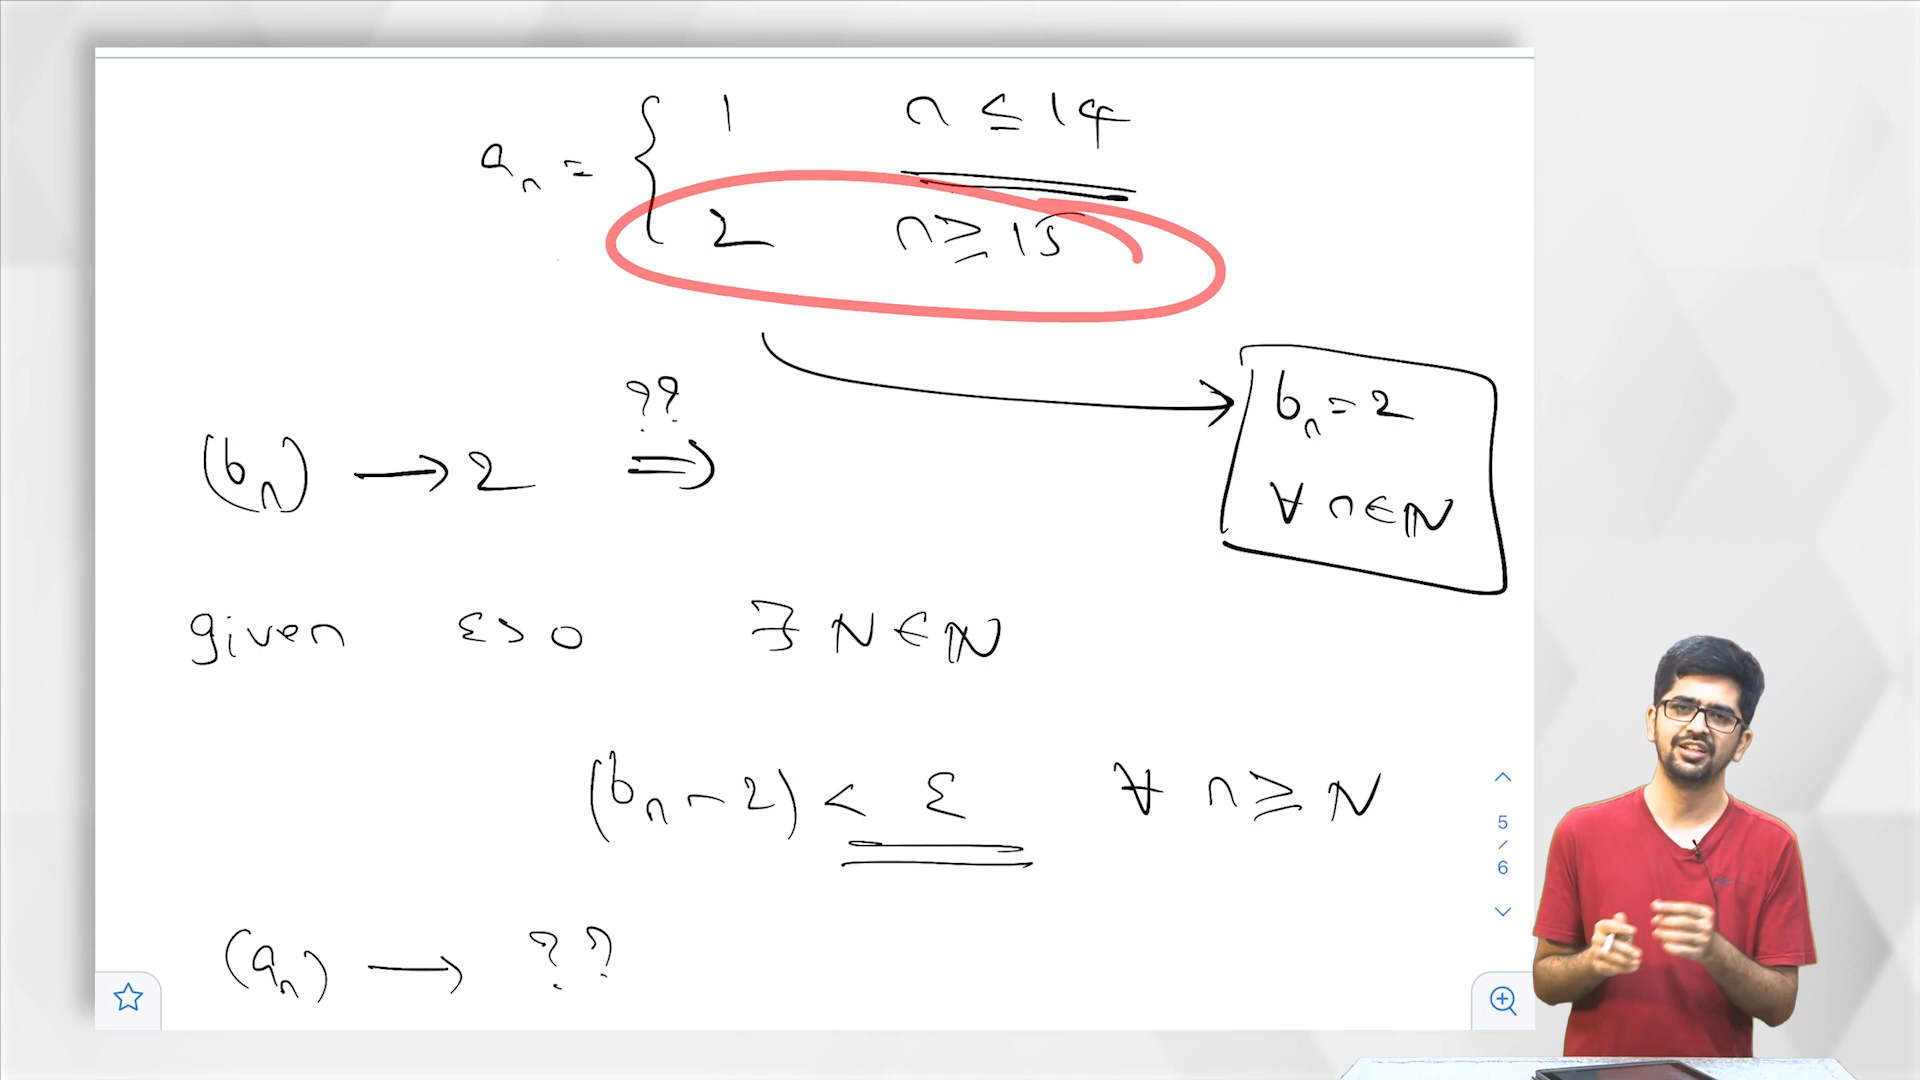 aₙ = { 1 n ≤ 14
2 n ≥ 15
bₙ = 2
∀ n ∈ ℕ
??
(bₙ) → 2 ⇒
given ε > 0 ∃ N ∈ ℕ
(bₙ - 2) < ε ∀ n ≥ N
(aₙ) → ??
5
/
6